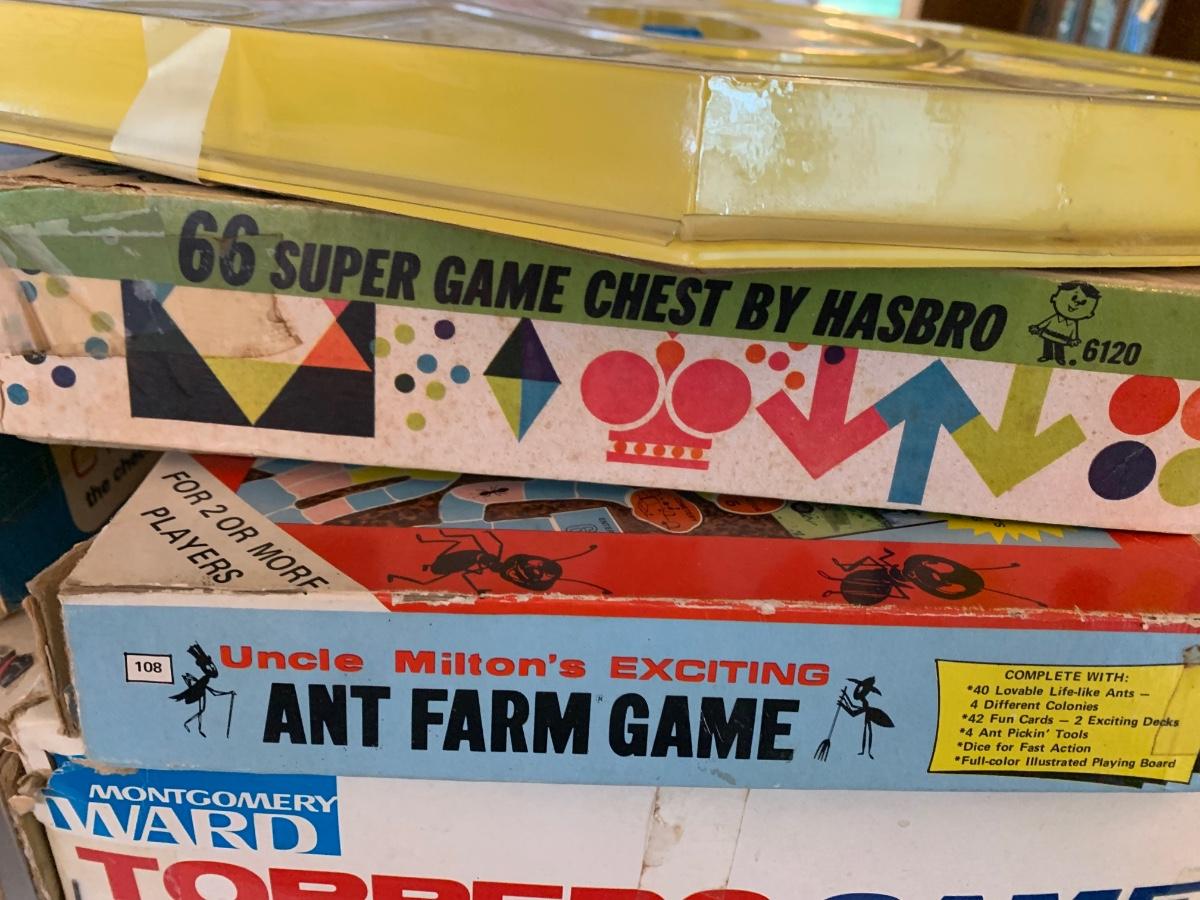 66 SUPER GAME CHEST BY HASBRO
6120
the che
FOR 2 OR MORE
PLAYERS
108
Uncle Milton's EXCITING
ANT FARM GAME
COMPLETE WITH:
*40 Lovable Life-like Ants —
4 Different Colonies
*42 Fun Cards — 2 Exciting Decks
*4 Ant Pickin' Tools
*Dice for Fast Action
*Full-color Illustrated Playing Board
MONTGOMERY
WARD